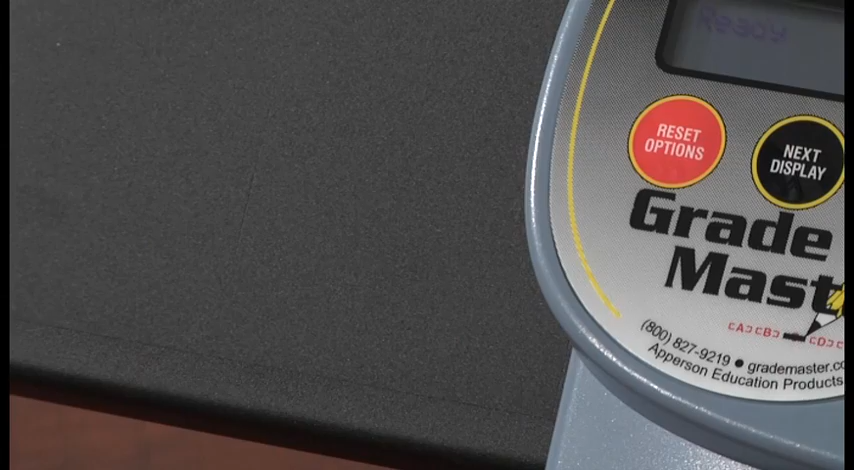 Ready
RESET
OPTIONS
NEXT
DISPLAY
Grade
Mast
⊂A⊃⊂B⊃ ⊂D⊃⊂
(800) 827-9219 ● grademaster.co
Apperson Education Products